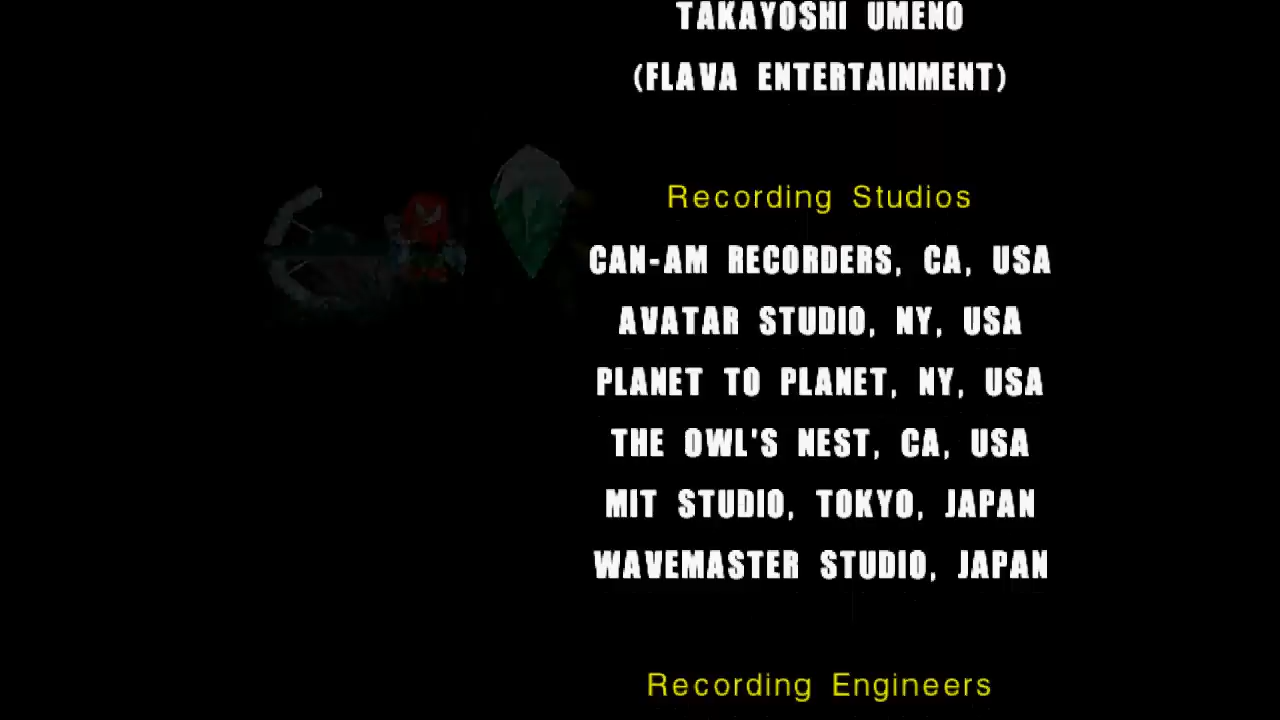 TAKAYOSHI UMENO
(FLAVA ENTERTAINMENT)
Recording Studios
CAN-AM RECORDERS, CA, USA
AVATAR STUDIO, NY, USA
PLANET TO PLANET, NY, USA
THE OWL'S NEST, CA, USA
MIT STUDIO, TOKYO, JAPAN
WAVEMASTER STUDIO, JAPAN
Recording Engineers